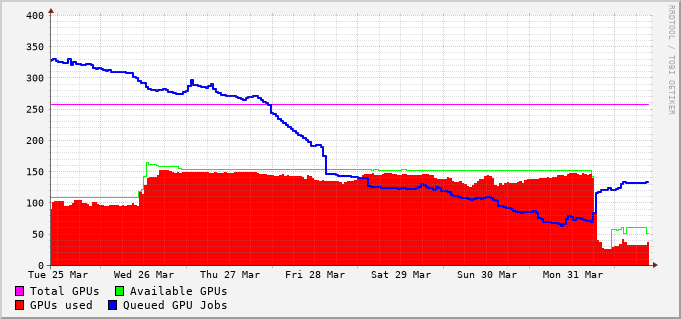 400
350
300
250
200
150
100
50
0
Tue 25 Mar Wed 26 Mar Thu 27 Mar Fri 28 Mar Sat 29 Mar Sun 30 Mar Mon 31 Mar
Total GPUs Available GPUs
GPUs used Queued GPU Jobs
RRDTOOL / TOBI OETIKER